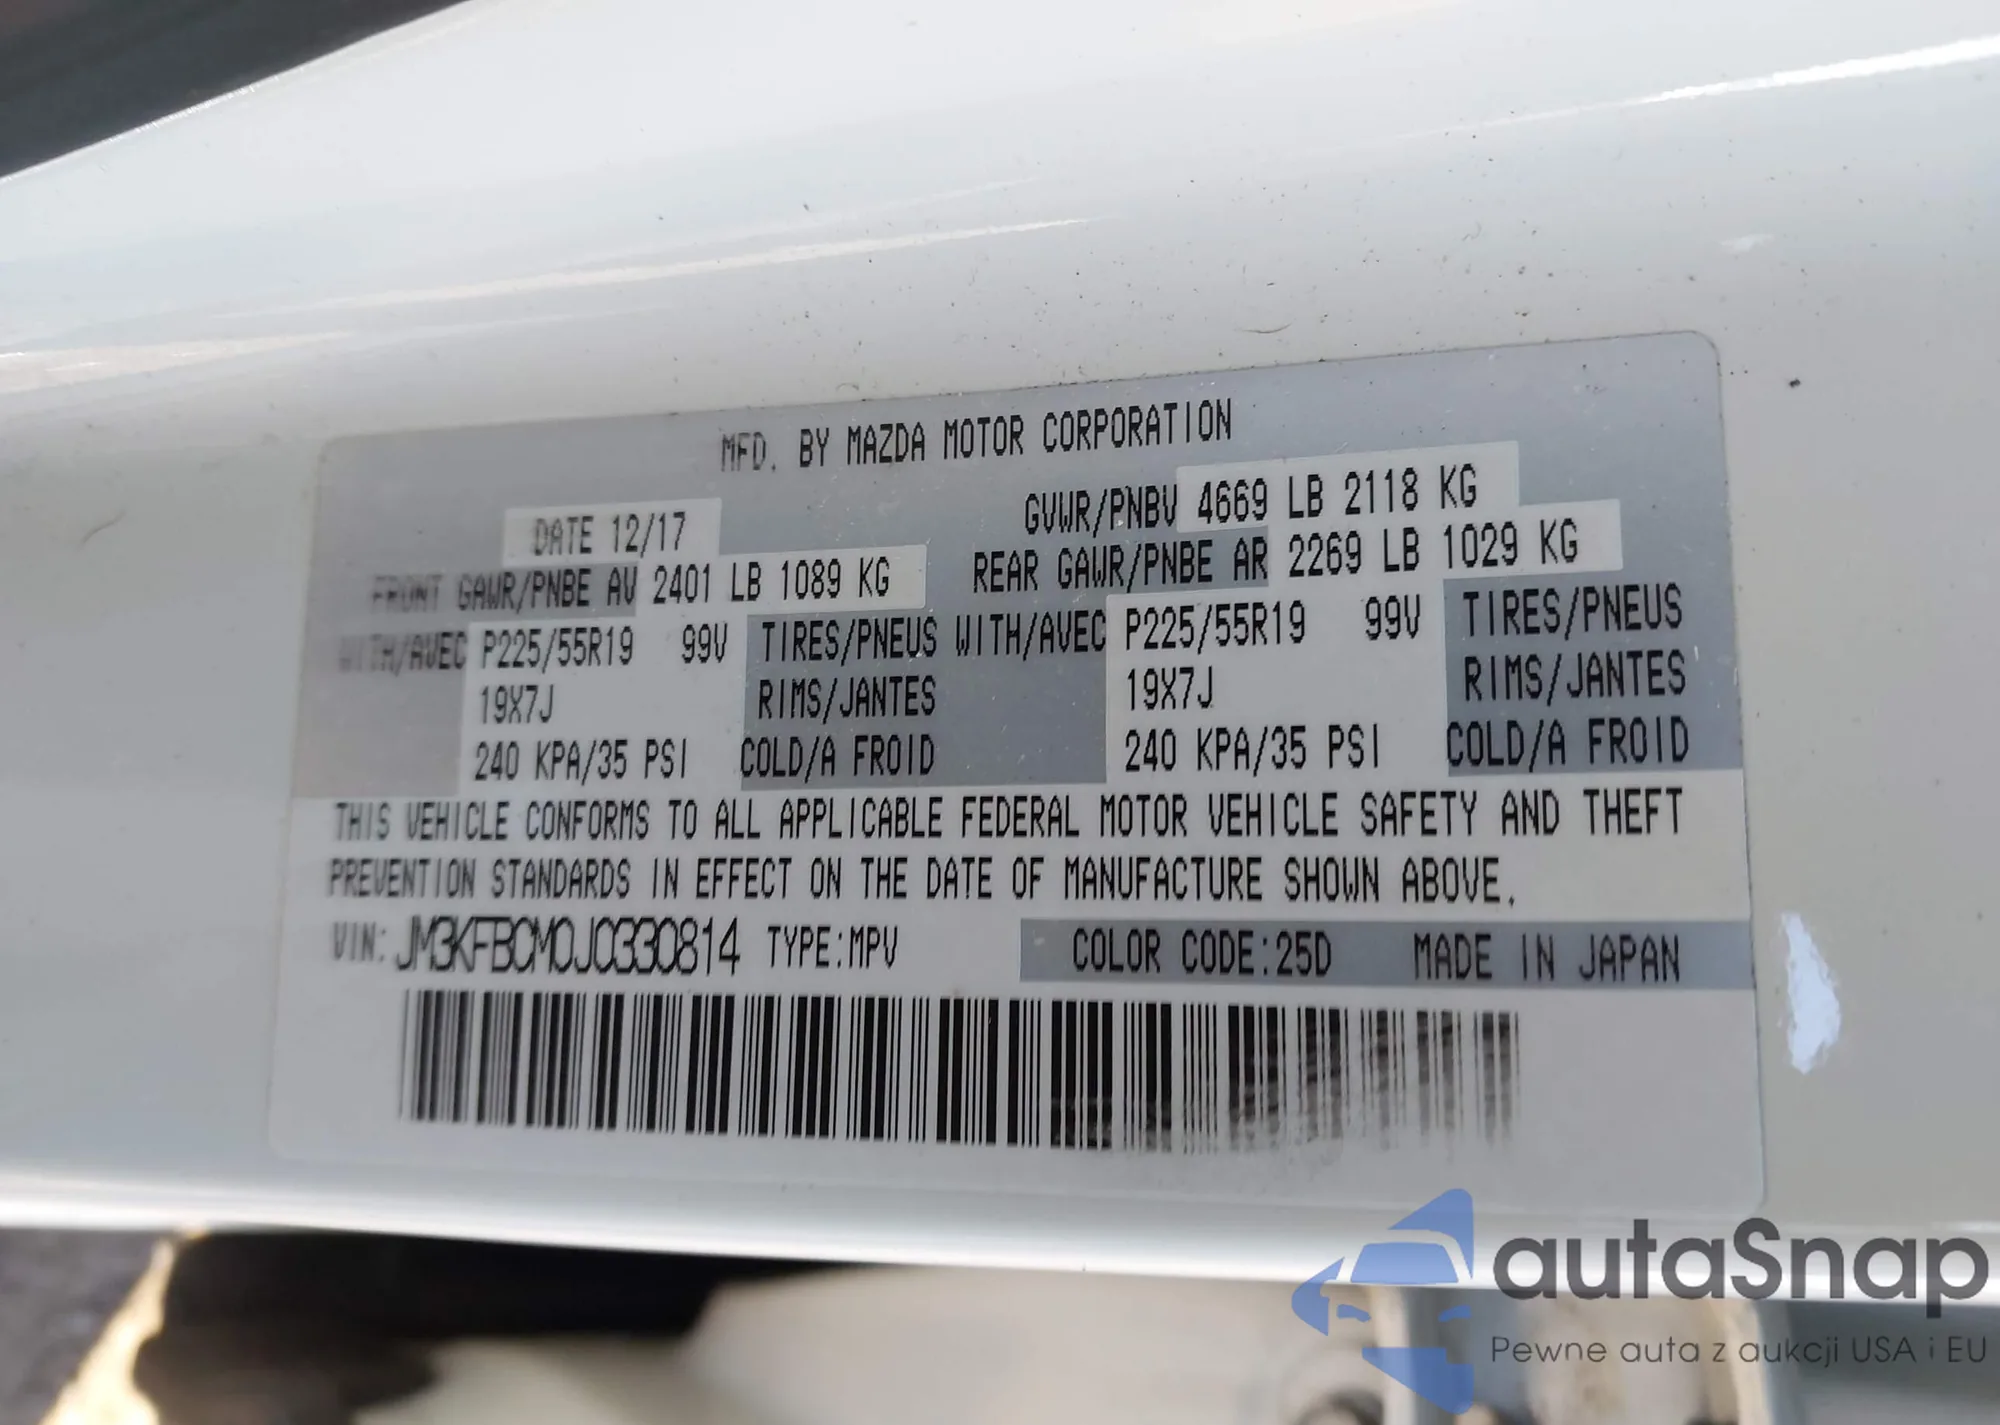 MFD. BY MAZDA MOTOR CORPORATION
DATE 12/17 GVWR/PNBV 4669 LB 2118 KG
FRONT GAWR/PNBE AV 2401 LB 1089 KG REAR GAWR/PNBE AR 2269 LB 1029 KG
WITH/AVEC P225/55R19 99V TIRES/PNEUS WITH/AVEC P225/55R19 99V TIRES/PNEUS
19X7J RIMS/JANTES 19X7J RIMS/JANTES
240 KPA/35 PSI COLD/A FROID 240 KPA/35 PSI COLD/A FROID
THIS VEHICLE CONFORMS TO ALL APPLICABLE FEDERAL MOTOR VEHICLE SAFETY AND THEFT
PREVENTION STANDARDS IN EFFECT ON THE DATE OF MANUFACTURE SHOWN ABOVE.
VIN: JM3KFBCM0J0330814 TYPE:MPV COLOR CODE:25D MADE IN JAPAN
autaSnap
Pewne auta z aukcji USA i EU